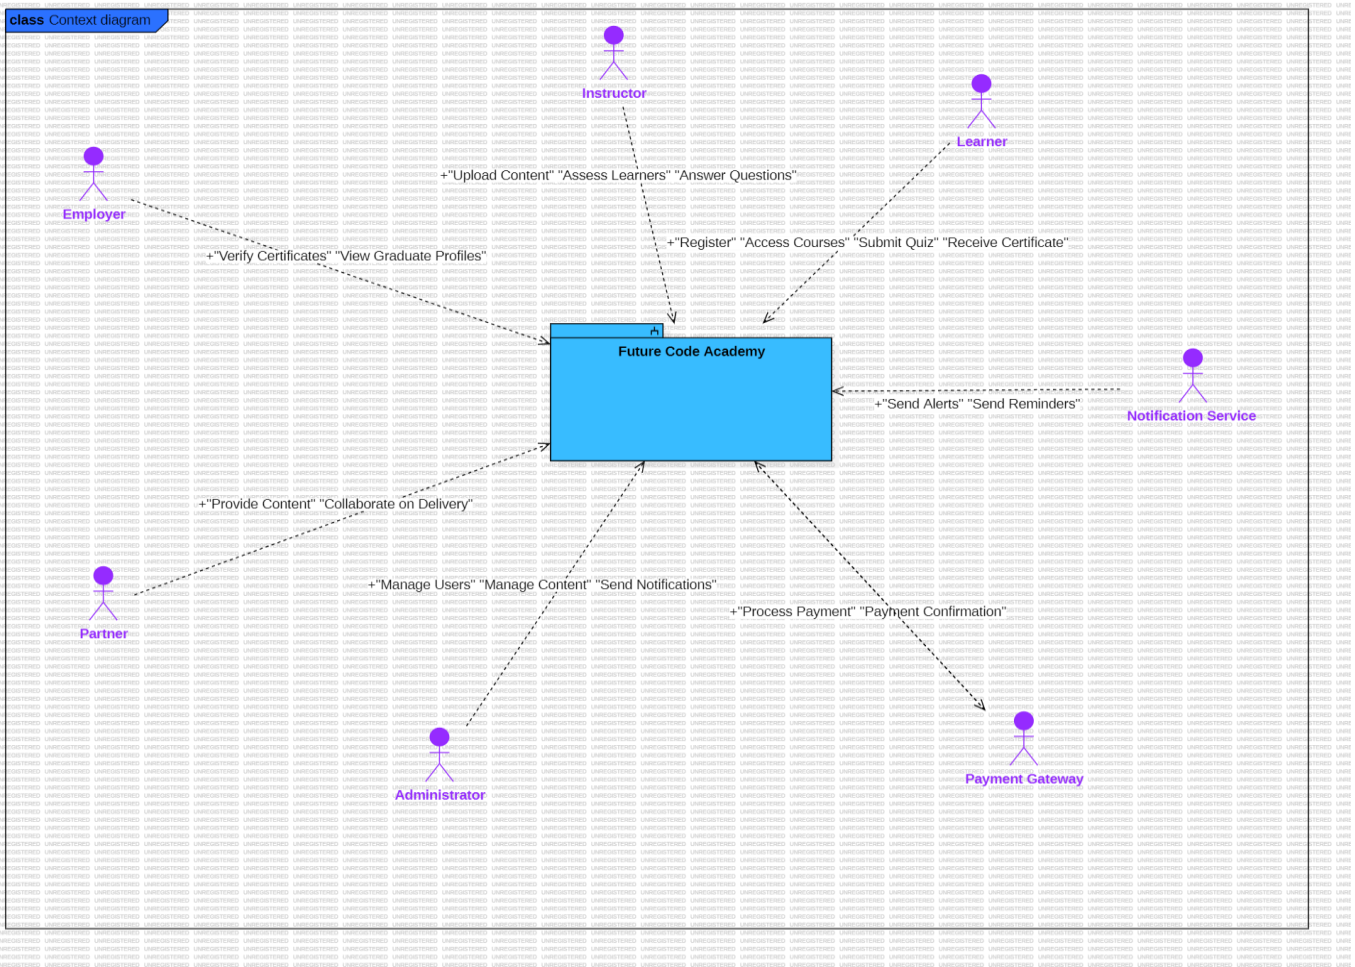 class Context diagram
Instructor
Learner
+"Upload Content" "Assess Learners" "Answer Questions"
Employer
+"Register" "Access Courses" "Submit Quiz" "Receive Certificate"
+"Verify Certificates" "View Graduate Profiles"
Future Code Academy
+"Send Alerts" "Send Reminders"
Notification Service
+"Provide Content" "Collaborate on Delivery"
+"Manage Users" "Manage Content" "Send Notifications"
+"Process Payment" "Payment Confirmation"
Partner
Payment Gateway
Administrator
UNREGISTERED